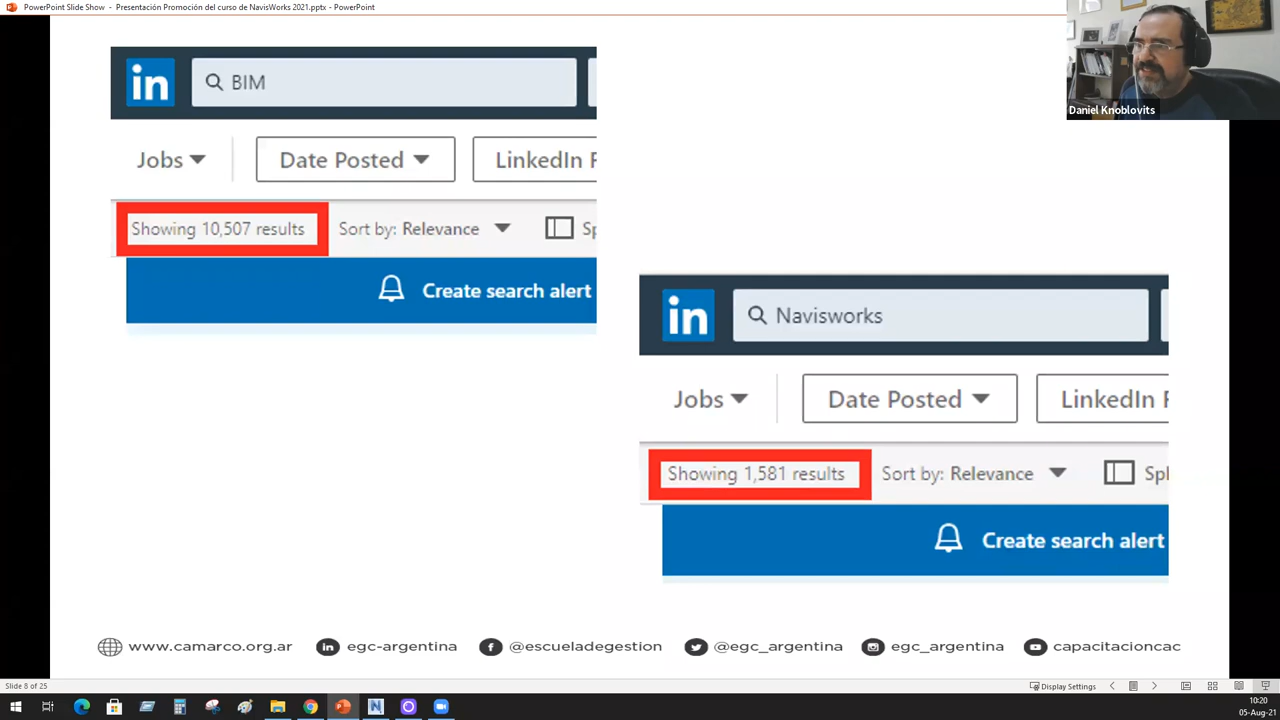 PowerPoint Slide Show - Presentación Promoción del curso de NavisWorks 2021.pptx - PowerPoint
in BIM
Jobs Date Posted LinkedIn F
Showing 10,507 results Sort by: Relevance Sp
Create search alert
Daniel Knoblovits
in Navisworks
Jobs Date Posted LinkedIn F
Showing 1,581 results Sort by: Relevance Spl
Create search alert
www.camarco.org.ar egc-argentina @escueladegestion @egc_argentina egc_argentina capacitacioncac
Slide 8 of 25 Display Settings
10:20
05-Aug-21